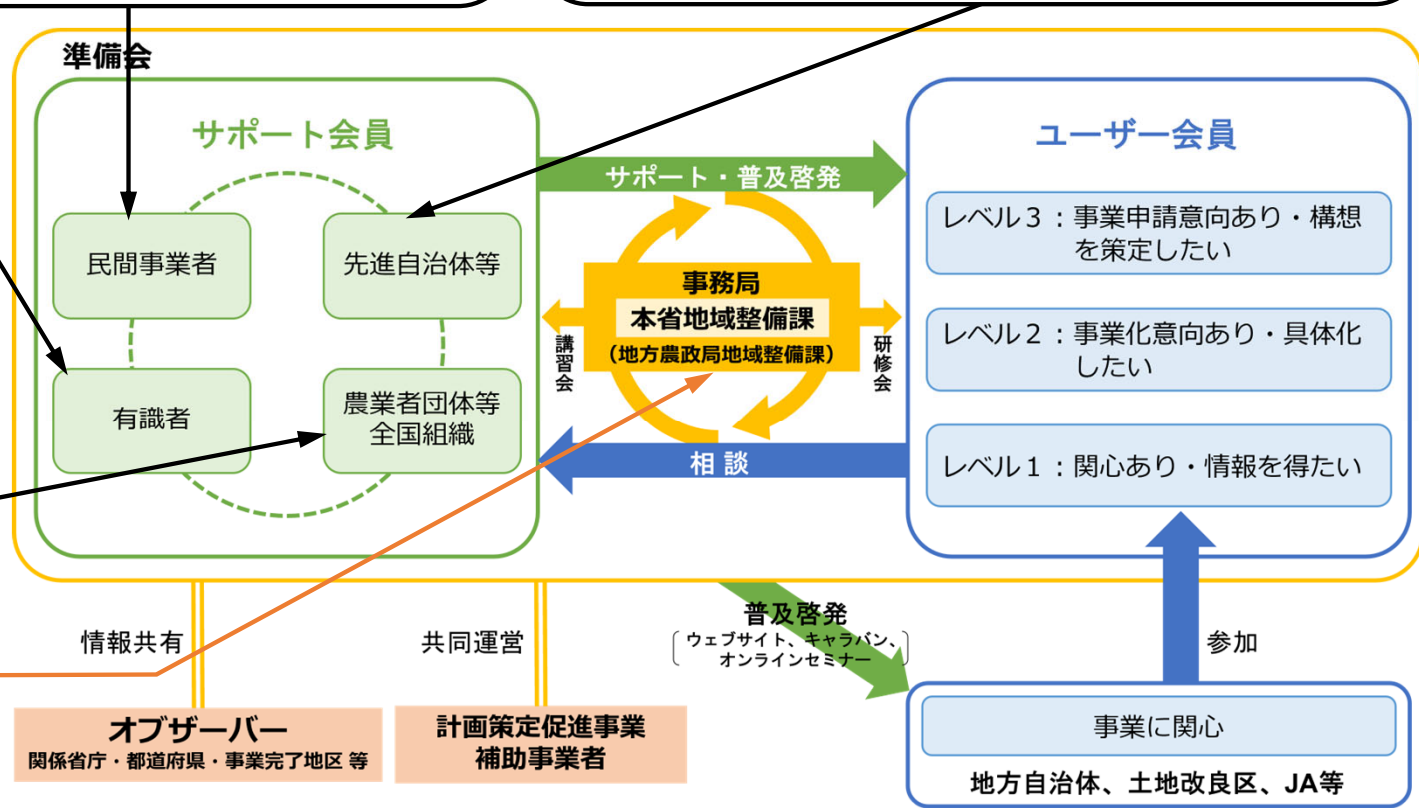 準備会
サポート会員
民間事業者
先進自治体等
有識者
農業者団体等
全国組織
サポート・普及啓発
事務局
本省地域整備課
（地方農政局地域整備課）
講習会
研修会
相談
ユーザー会員
レベル３：事業申請意向あり・構想
を策定したい
レベル２：事業化意向あり・具体化
したい
レベル１：関心あり・情報を得たい
情報共有
共同運営
普及啓発
ウェブサイト、キャラバン、
オンラインセミナー
参加
オブザーバー
関係省庁・都道府県・事業完了地区 等
計画策定促進事業
補助事業者
事業に関心
地方自治体、土地改良区、JA等